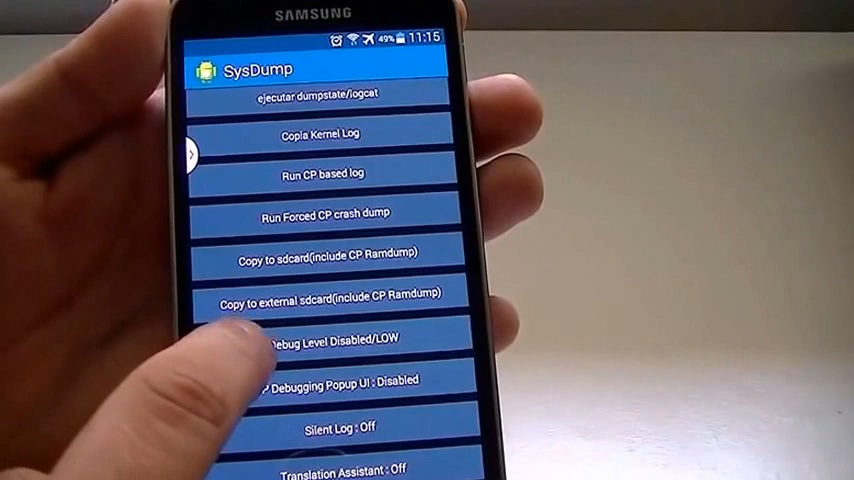 SAMSUNG
49% 11:15
SysDump
ejecutar dumpstate/logcat
Copia Kernel Log
Run CP based log
Run Forced CP crash dump
Copy to sdcard(include CP Ramdump)
Copy to external sdcard(include CP Ramdump)
Debug Level Disabled/LOW
P Debugging Popup UI : Disabled
Silent Log : Off
Translation Assistant : Off